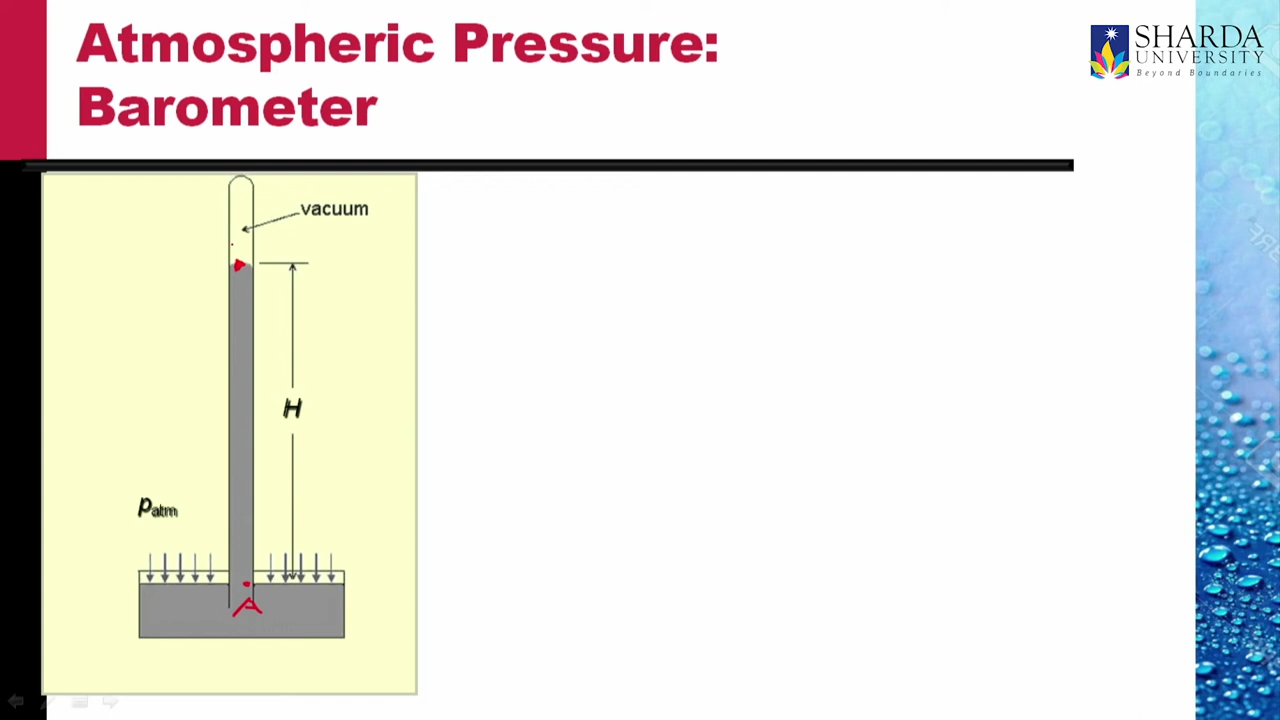 Atmospheric Pressure:
Barometer
SHARDA
UNIVERSITY
Beyond Boundaries
vacuum
H
patm
A